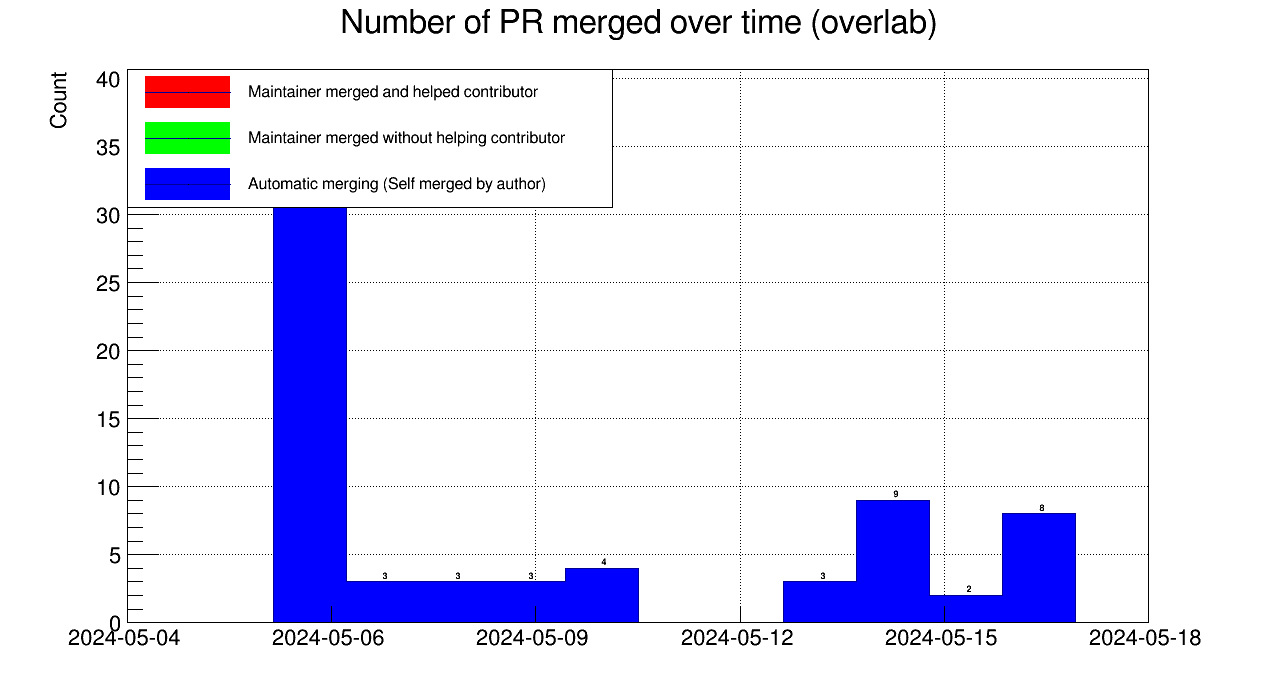 Number of PR merged over time (overlab)
Count
40
35
30
25
20
15
10
5
0
Maintainer merged and helped contributor
Maintainer merged without helping contributor
Automatic merging (Self merged by author)
3 3 3 4 3 9 2 8
2024-05-04 2024-05-06 2024-05-09 2024-05-12 2024-05-15 2024-05-18